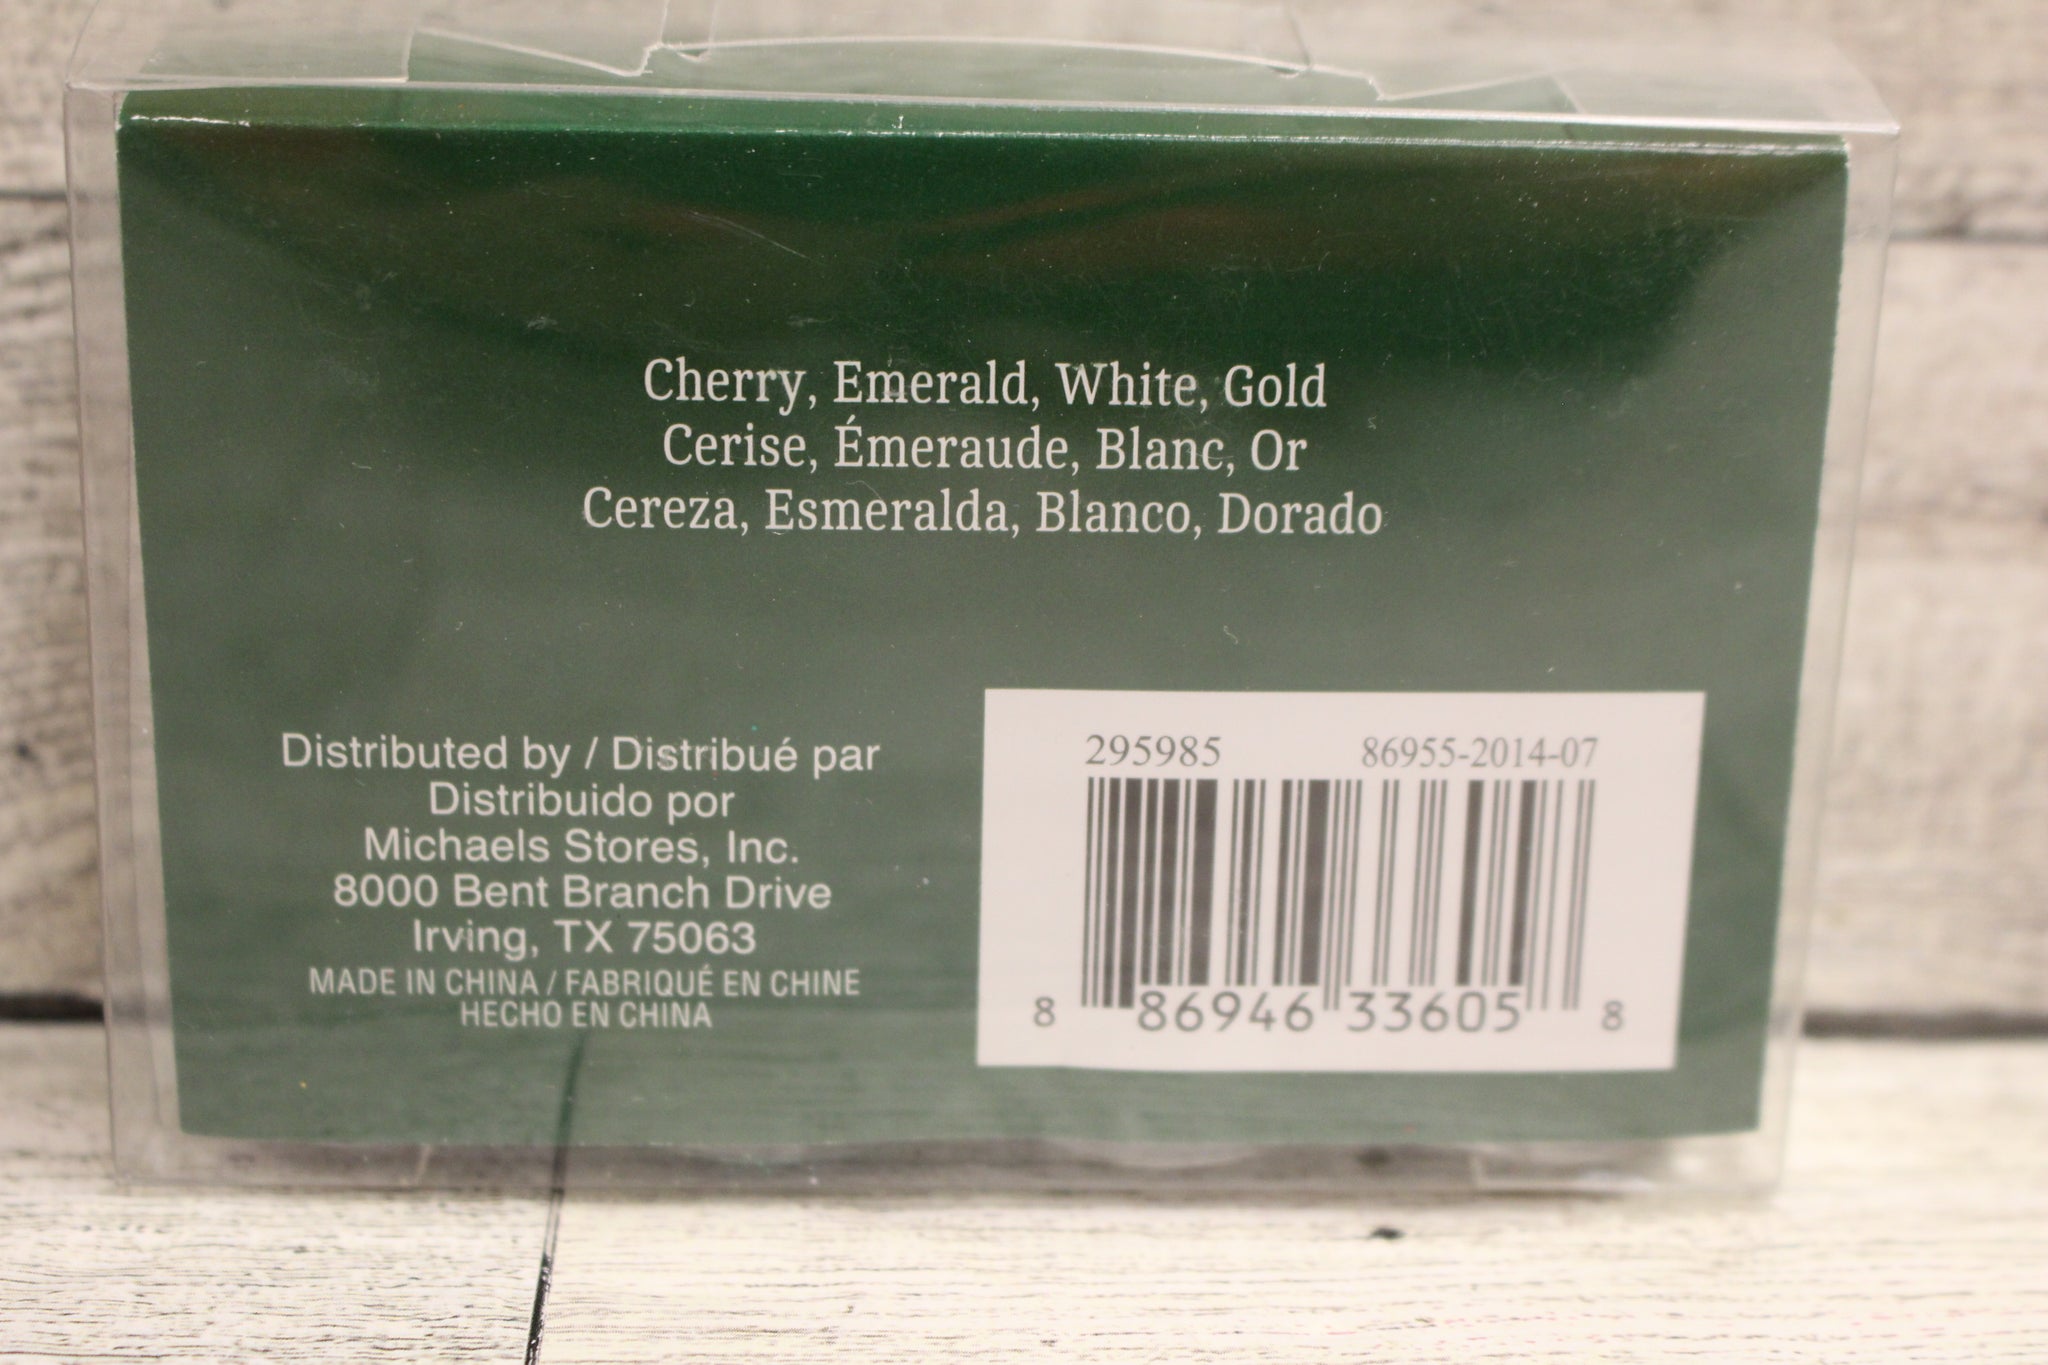 Cherry, Emerald, White, Gold
Cerise, Émeraude, Blanc, Or
Cereza, Esmeralda, Blanco, Dorado
Distributed by / Distribué par
Distribuido por
Michaels Stores, Inc.
8000 Bent Branch Drive
Irving, TX 75063
MADE IN CHINA / FABRIQUÉ EN CHINE
HECHO EN CHINA
295985 86955-2014-07
8 86946 33605 8